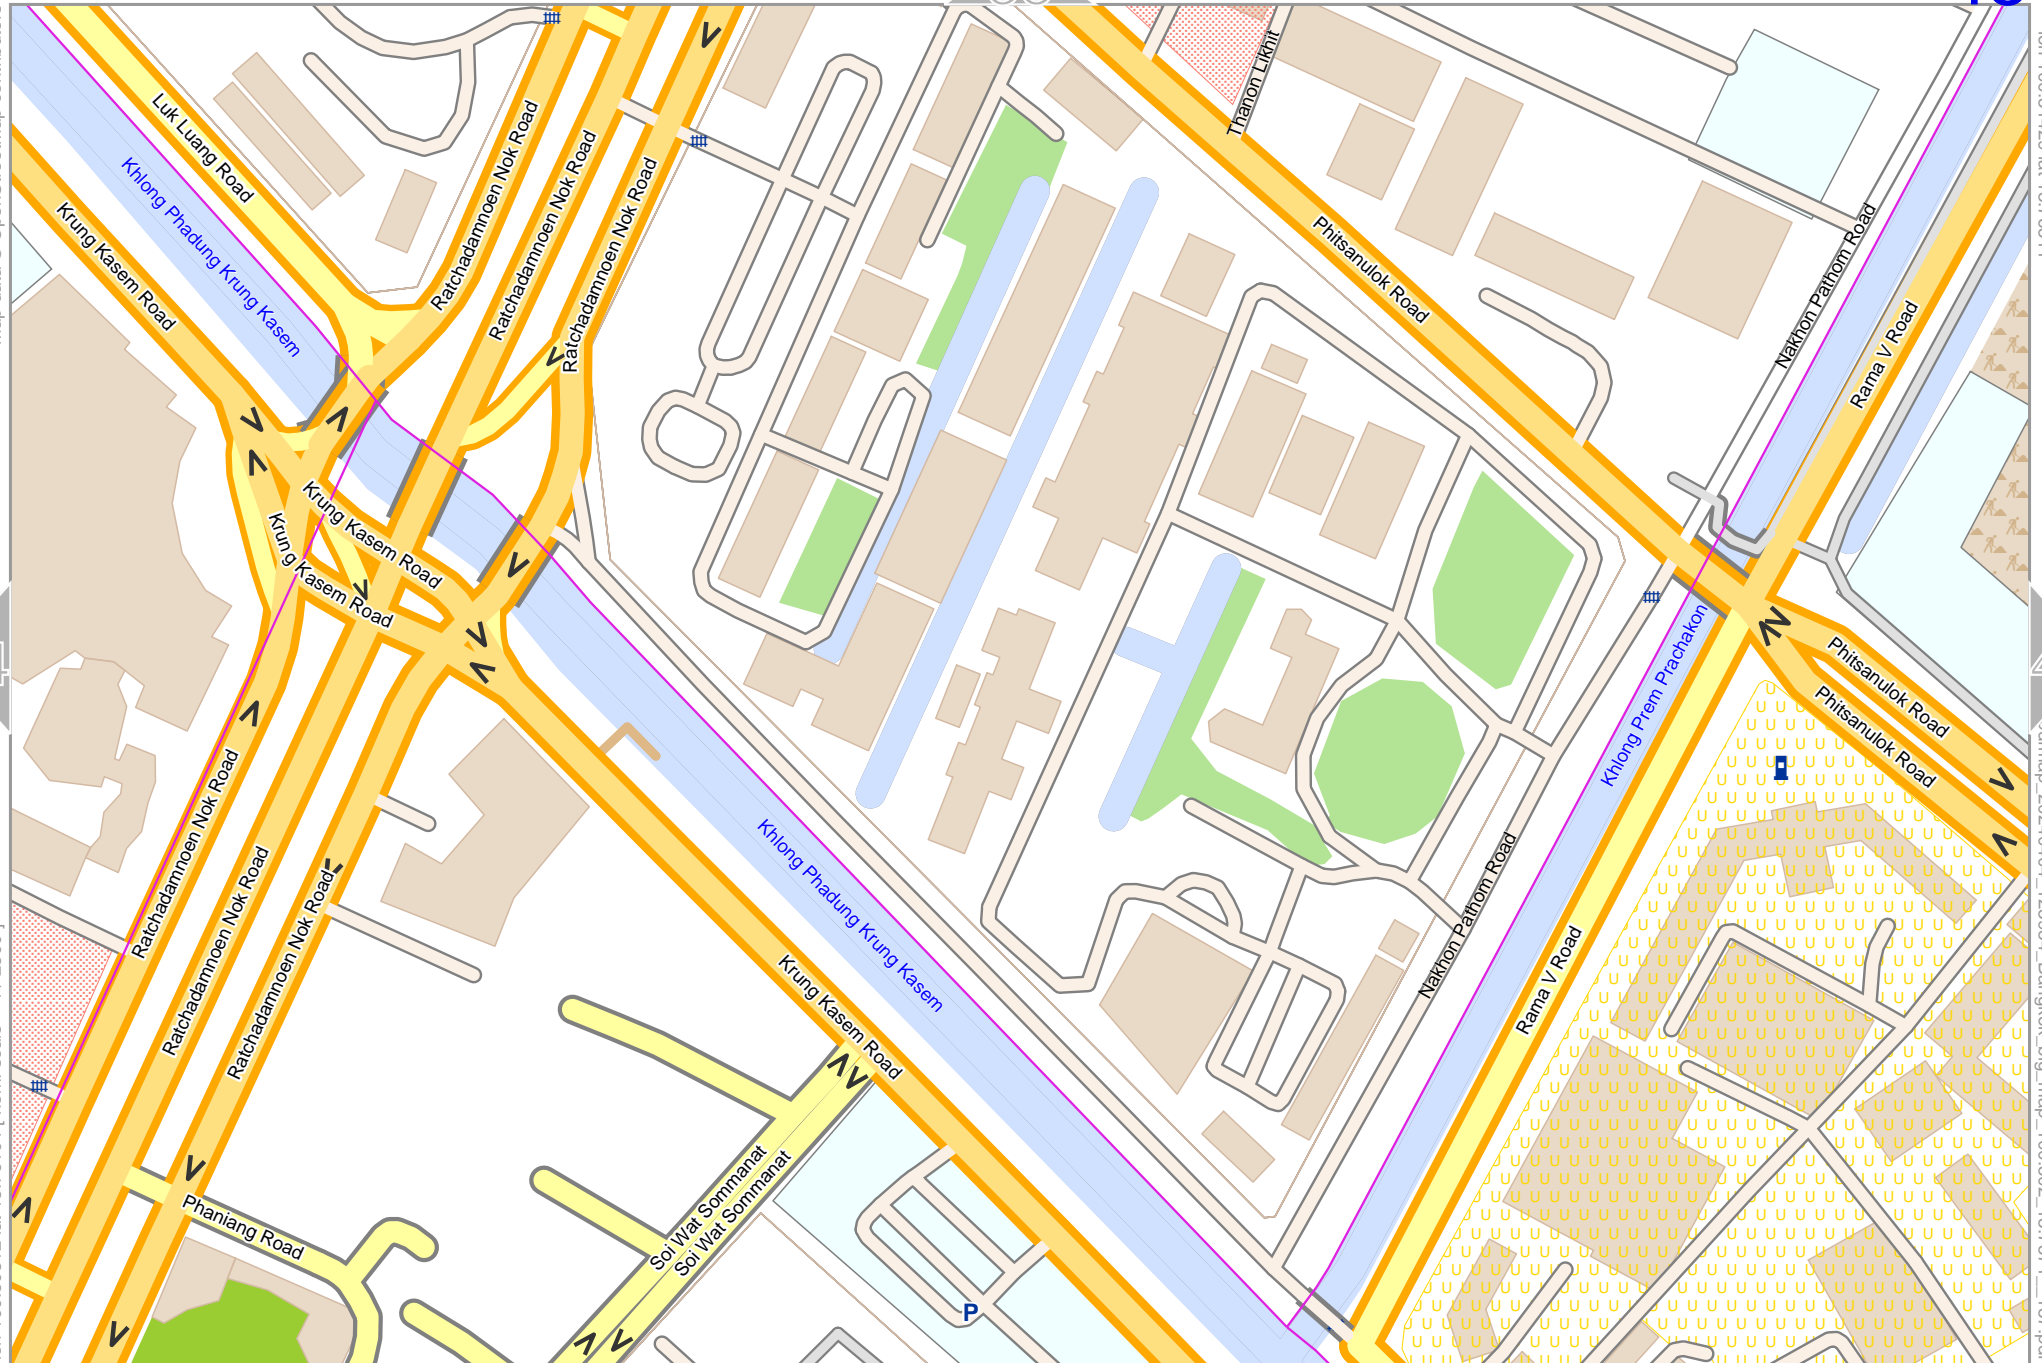 Thanon Likhit
Luk Luang Road
Ratchadamnoen Nok Road
Ratchadamnoen Nok Road
Ratchadamnoen Nok Road
Khlong Phadung Krung Kasem
Krung Kasem Road
Phitsanulok Road
Nakhon Pathom Road
Rama V Road
Krung Kasem Road
Krung Kasem Road
Khlong Prem Prachakon
Phitsanulok Road
Phitsanulok Road
Ratchadamnoen Nok Road
Ratchadamnoen Nok Road
Ratchadamnoen Nok Road
Khlong Phadung Krung Kasem
Nakhon Pathom Road
Rama V Road
Krung Kasem Road
Soi Wat Sommanat
Soi Wat Sommanat
Phaniang Road
P